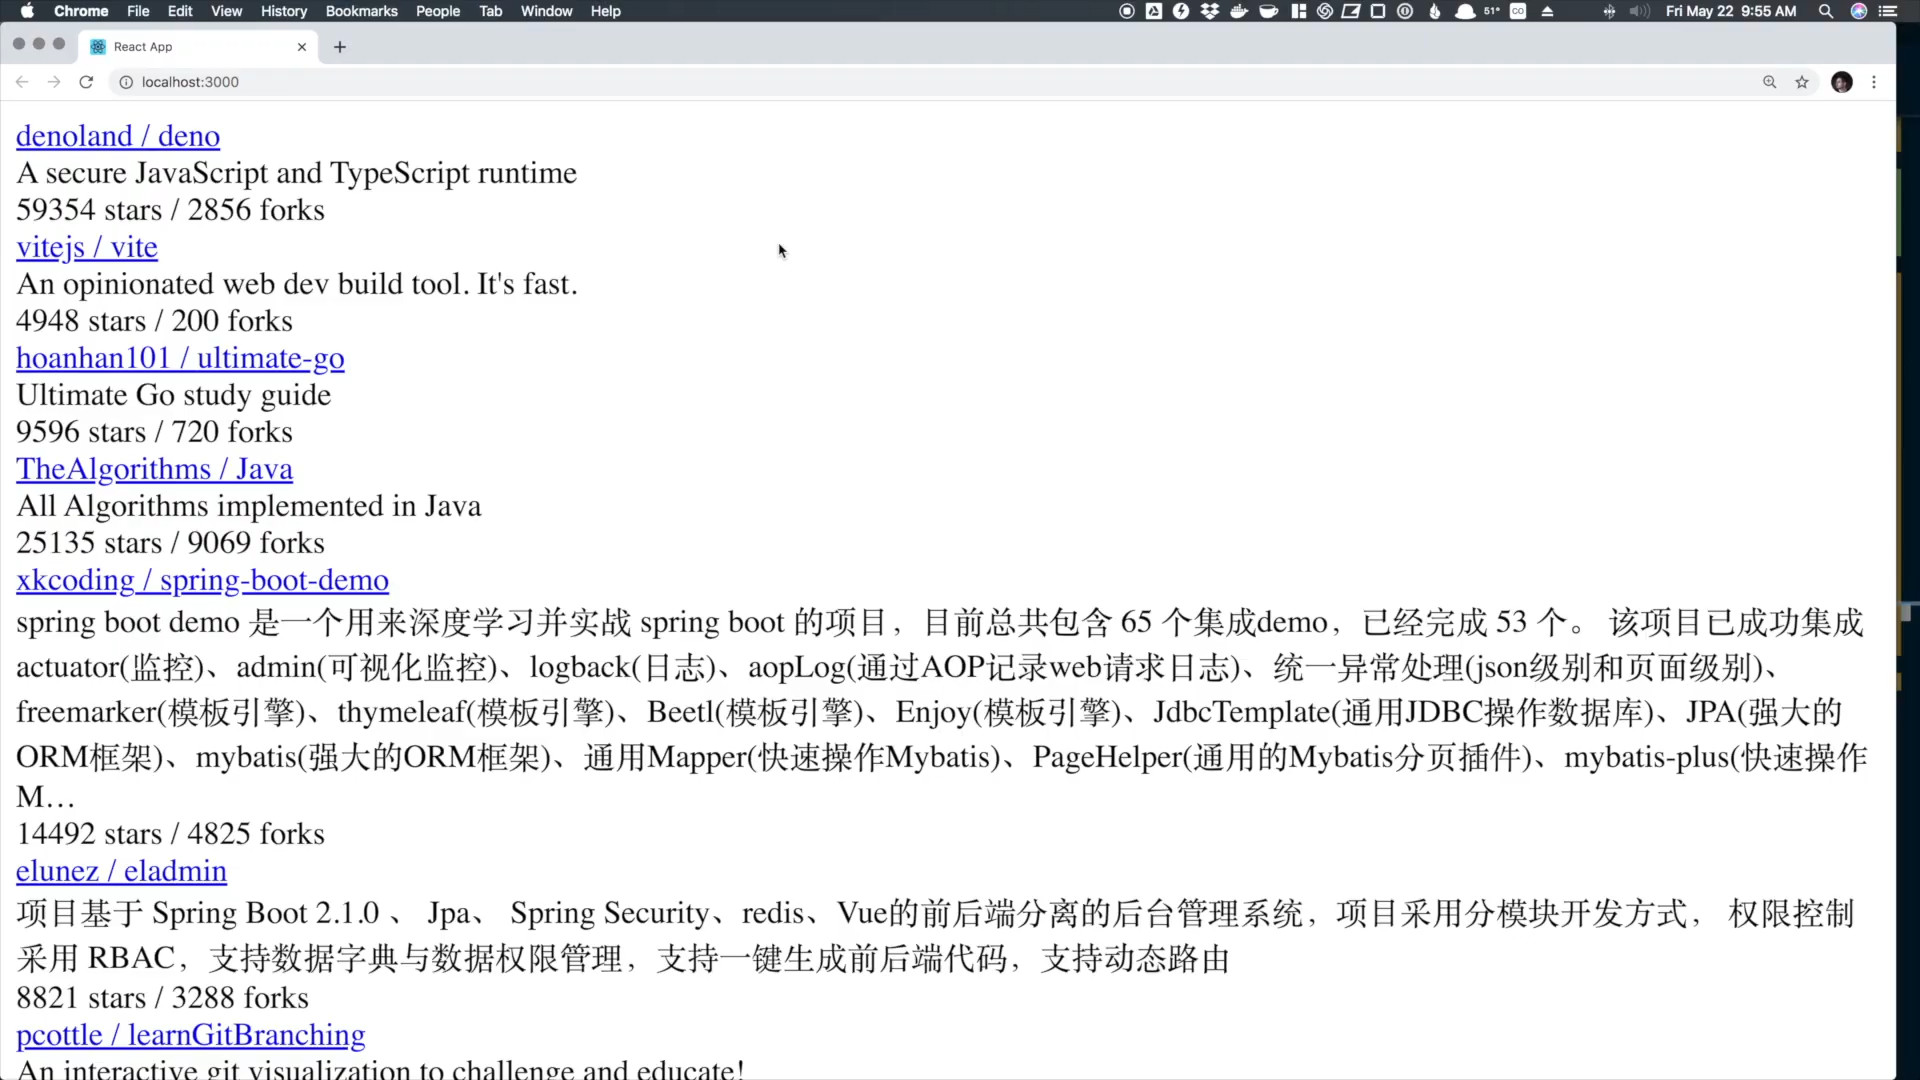 Chrome File Edit View History Bookmarks People Tab Window Help 51° CO Fri May 22 9:55 AM
React App
localhost:3000
denoland / deno
A secure JavaScript and TypeScript runtime
59354 stars / 2856 forks
vitejs / vite
An opinionated web dev build tool. It's fast.
4948 stars / 200 forks
hoanhan101 / ultimate-go
Ultimate Go study guide
9596 stars / 720 forks
TheAlgorithms / Java
All Algorithms implemented in Java
25135 stars / 9069 forks
xkcoding / spring-boot-demo
spring boot demo 是一个用来深度学习并实战 spring boot 的项目，目前总共包含 65 个集成demo，已经完成 53 个。 该项目已成功集成
actuator(监控)、admin(可视化监控)、logback(日志)、aopLog(通过AOP记录web请求日志)、统一异常处理(json级别和页面级别)、
freemarker(模板引擎)、thymeleaf(模板引擎)、Beetl(模板引擎)、Enjoy(模板引擎)、JdbcTemplate(通用JDBC操作数据库)、JPA(强大的
ORM框架)、mybatis(强大的ORM框架)、通用Mapper(快速操作Mybatis)、PageHelper(通用的Mybatis分页插件)、mybatis-plus(快速操作
M…
14492 stars / 4825 forks
elunez / eladmin
项目基于 Spring Boot 2.1.0 、 Jpa、 Spring Security、redis、Vue的前后端分离的后台管理系统，项目采用分模块开发方式， 权限控制
采用 RBAC，支持数据字典与数据权限管理，支持一键生成前后端代码，支持动态路由
8821 stars / 3288 forks
pcottle / learnGitBranching
An interactive git visualization to challenge and educate!